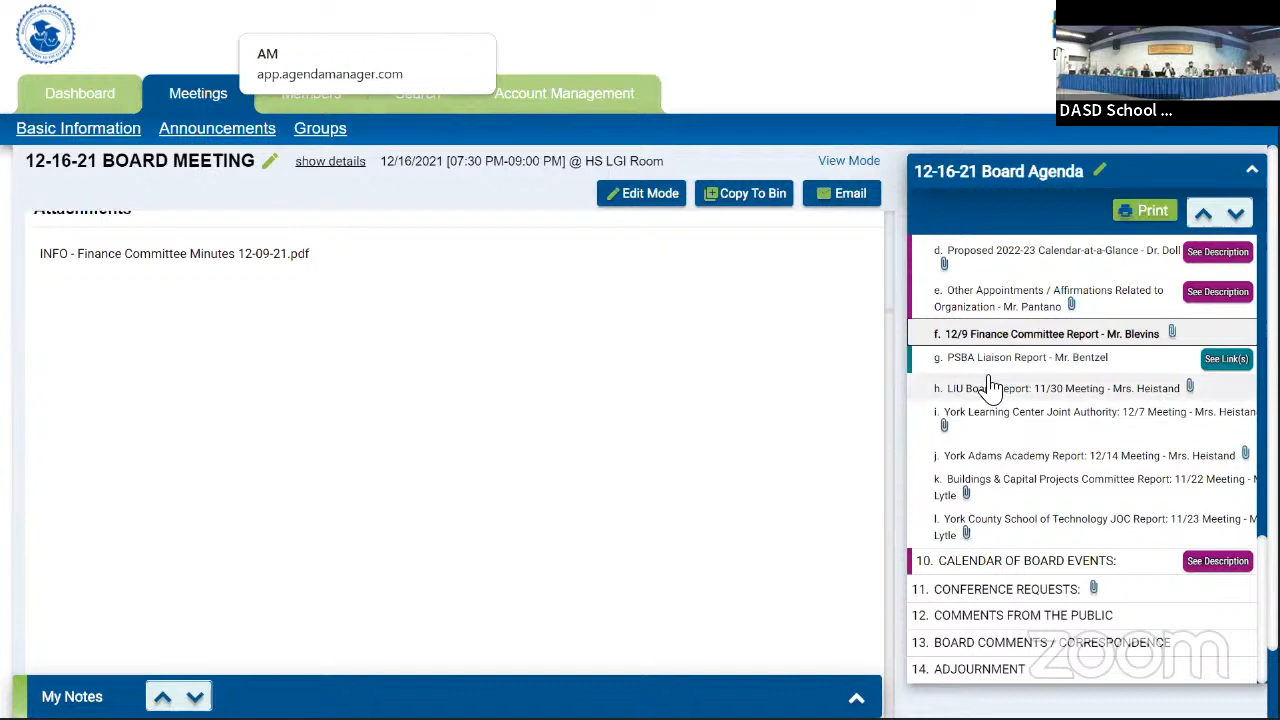 AM
app.agendamanager.com
Dashboard
Meetings
Members
Search
Account Management
DASD School ...
Basic Information
Announcements
Groups
12-16-21 BOARD MEETING
show details
12/16/2021 [07:30 PM-09:00 PM] @ HS LGI Room
View Mode
Edit Mode
Copy To Bin
Email
Attachments
INFO - Finance Committee Minutes 12-09-21.pdf
12-16-21 Board Agenda
Print
d. Proposed 2022-23 Calendar-at-a-Glance - Dr. Doll
See Description
e. Other Appointments / Affirmations Related to
Organization - Mr. Pantano
See Description
f. 12/9 Finance Committee Report - Mr. Blevins
g. PSBA Liaison Report - Mr. Bentzel
See Link(s)
h. LIU Board Report: 11/30 Meeting - Mrs. Heistand
i. York Learning Center Joint Authority: 12/7 Meeting - Mrs. Heistan
j. York Adams Academy Report: 12/14 Meeting - Mrs. Heistand
k. Buildings & Capital Projects Committee Report: 11/22 Meeting - M
Lytle
l. York County School of Technology JOC Report: 11/23 Meeting - M
Lytle
10. CALENDAR OF BOARD EVENTS:
See Description
11. CONFERENCE REQUESTS:
12. COMMENTS FROM THE PUBLIC
13. BOARD COMMENTS / CORRESPONDENCE
14. ADJOURNMENT
zoom
My Notes